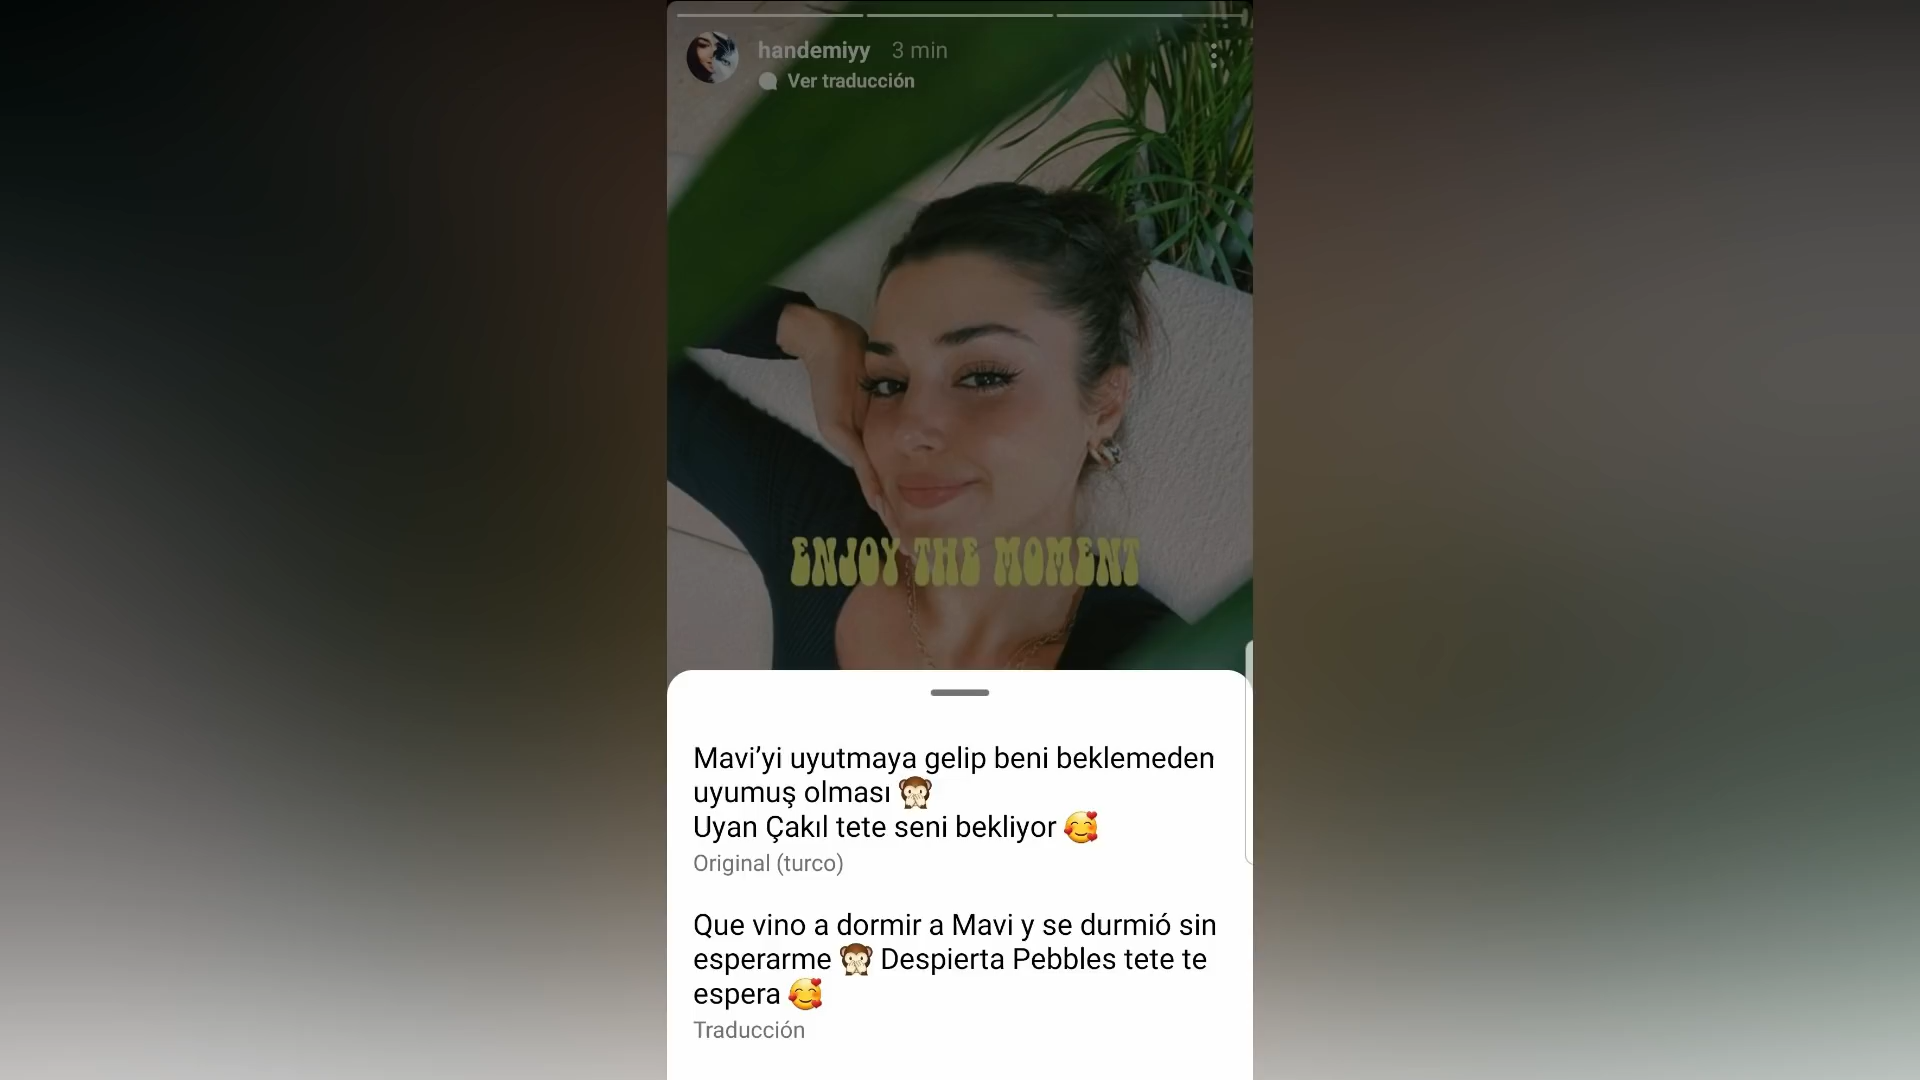 handemiyy 3 min
Ver traducción
ENJOY THE MOMENT
Mavi’yi uyutmaya gelip beni beklemeden
uyumuş olması 🙊
Uyan Çakıl tete seni bekliyor 🥰
Original (turco)
Que vino a dormir a Mavi y se durmió sin
esperarme 🙊 Despierta Pebbles tete te
espera 🥰
Traducción